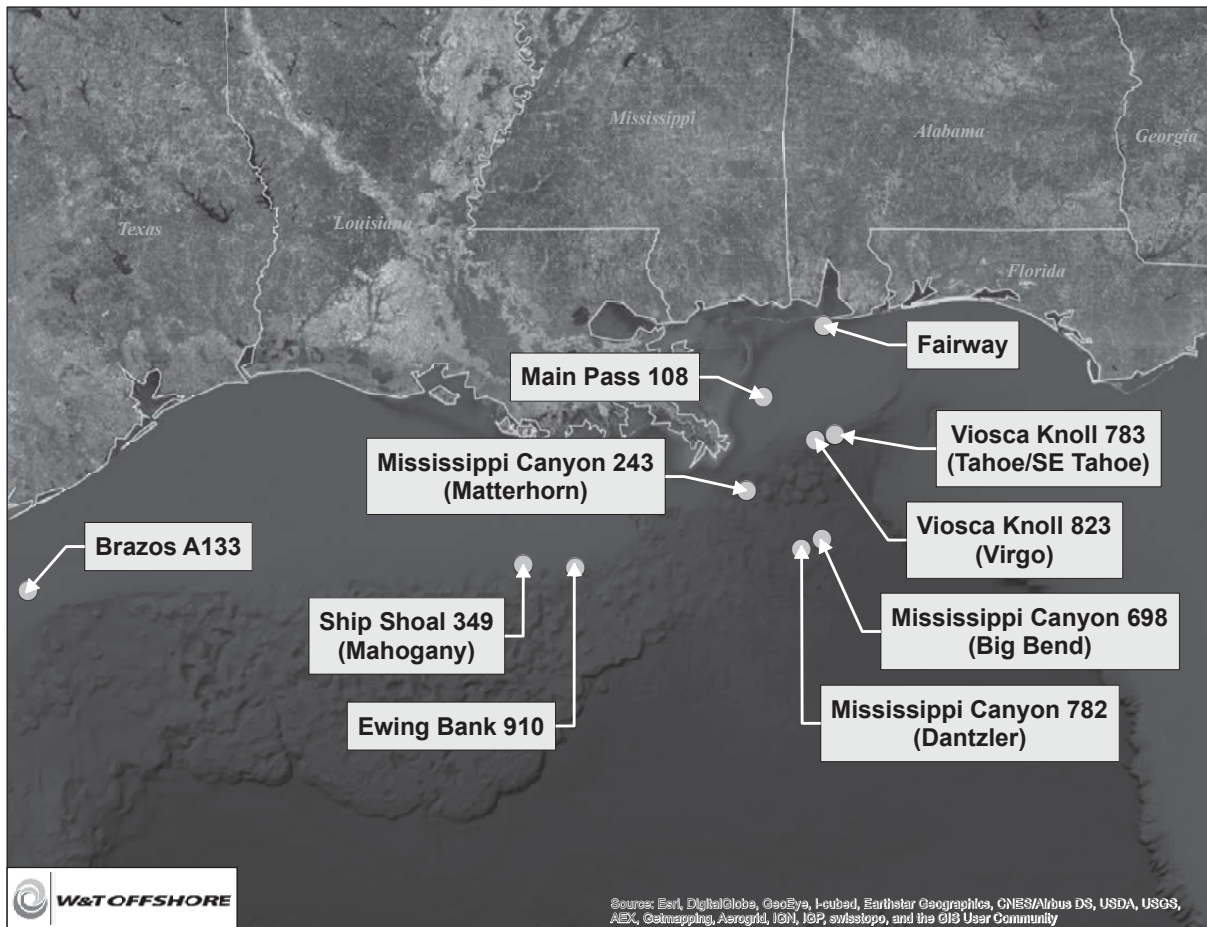 Mississippi
Alabama
Georgia
Texas
Louisiana
Florida
Fairway
Main Pass 108
Viosca Knoll 783
(Tahoe/SE Tahoe)
Mississippi Canyon 243
(Matterhorn)
Viosca Knoll 823
(Virgo)
Brazos A133
Ship Shoal 349
(Mahogany)
Mississippi Canyon 698
(Big Bend)
Ewing Bank 910
Mississippi Canyon 782
(Dantzler)
W&T OFFSHORE
Source: Esri, DigitalGlobe, GeoEye, i-cubed, Earthstar Geographics, CNES/Airbus DS, USDA, USGS,
AEX, Getmapping, Aerogrid, IGN, IGP, swisstopo, and the GIS User Community